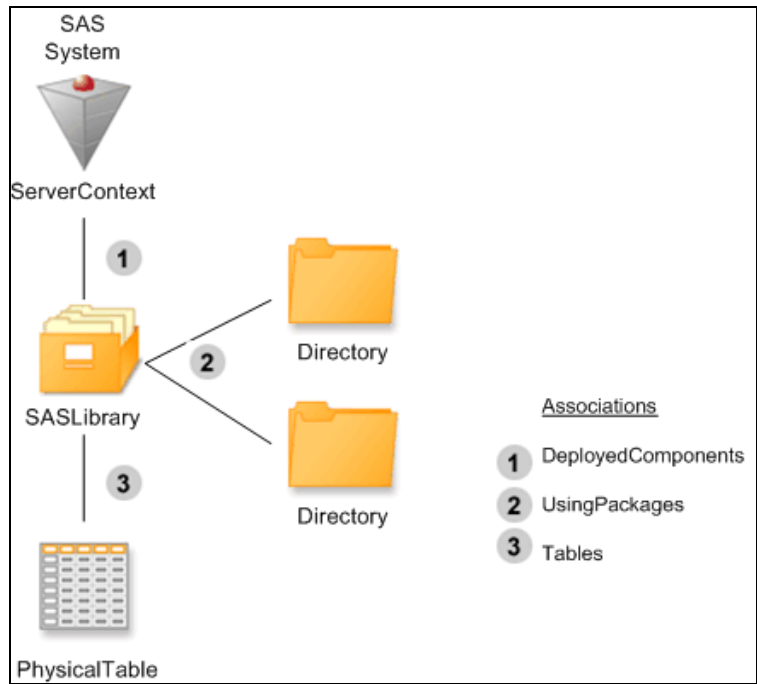 SAS
System
ServerContext
1
SASLibrary
2
Directory
Directory
3
PhysicalTable
Associations
1 DeployedComponents
2 UsingPackages
3 Tables